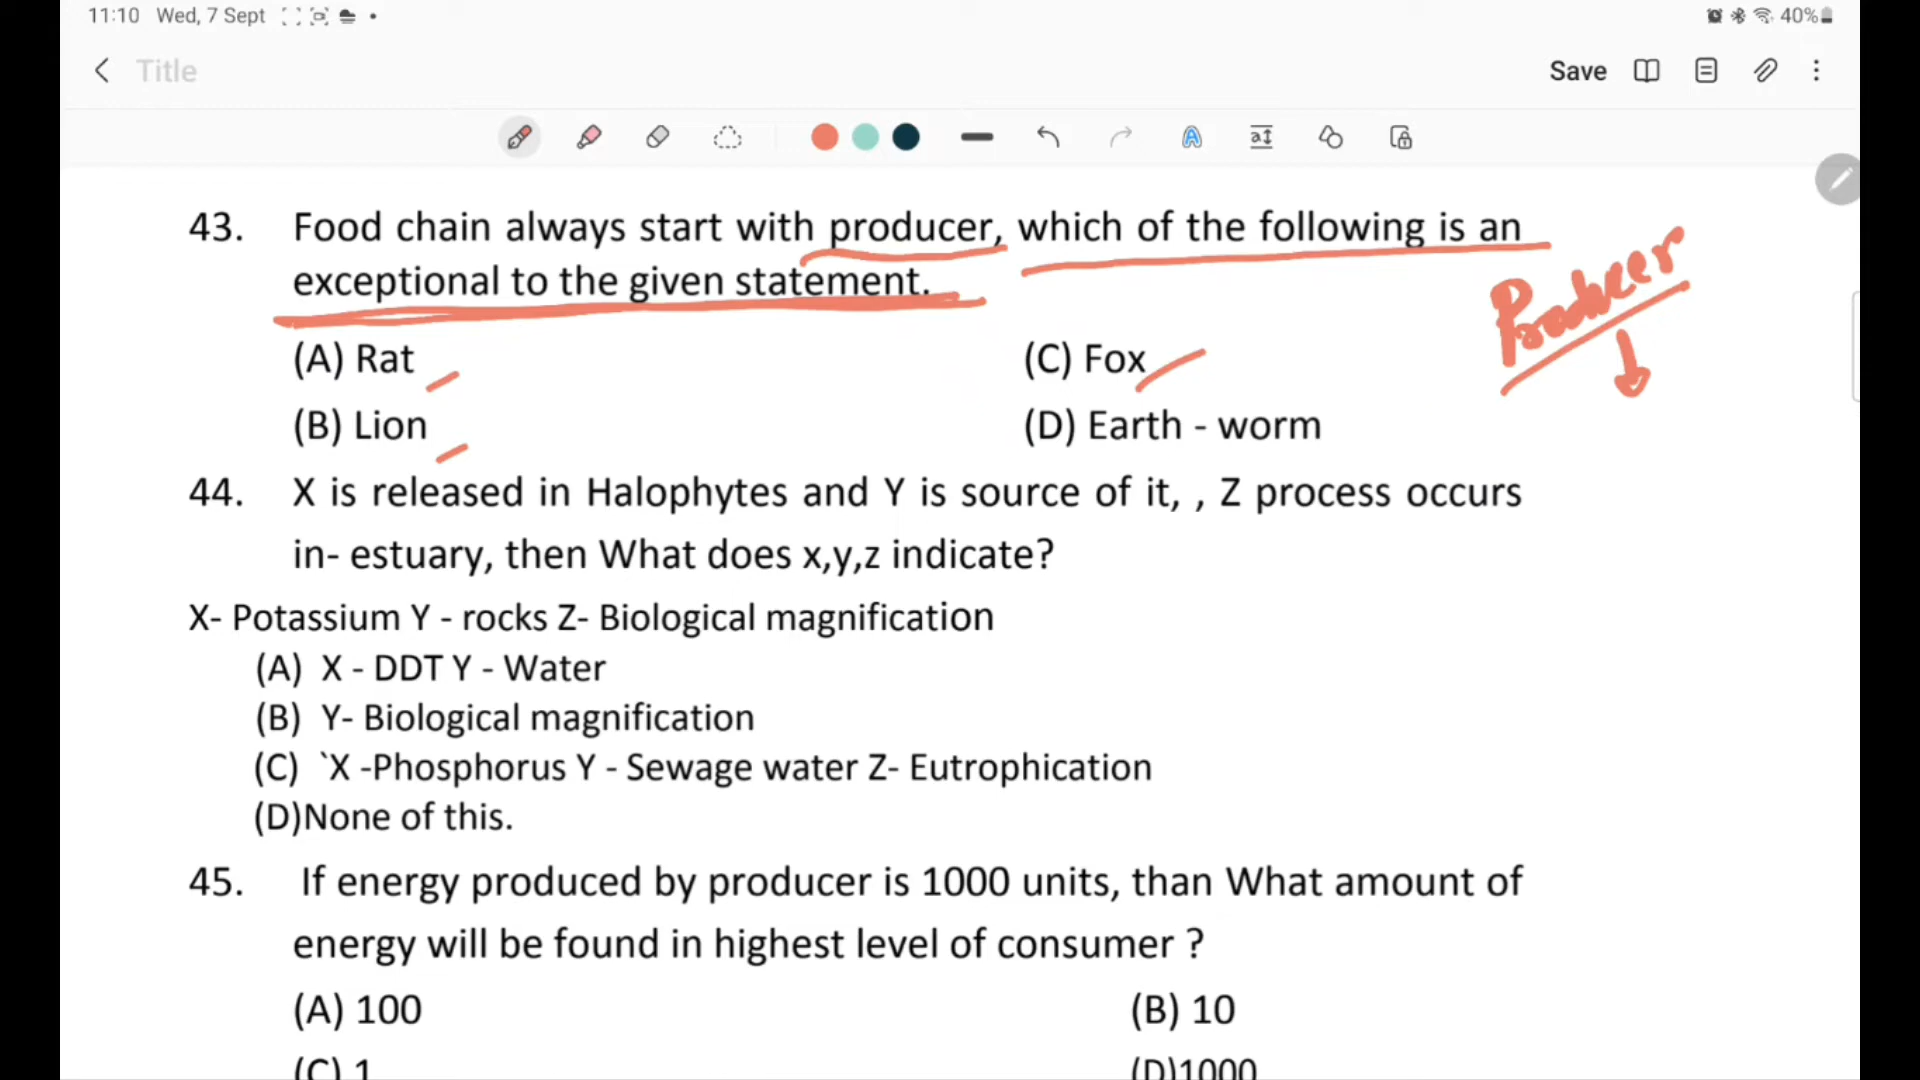 11:10 Wed, 7 Sept
40%
Title
Save
43. Food chain always start with producer, which of the following is an
exceptional to the given statement.
Producer
(A) Rat (C) Fox
(B) Lion (D) Earth - worm
44. X is released in Halophytes and Y is source of it, , Z process occurs
in- estuary, then What does x,y,z indicate?
X- Potassium Y - rocks Z- Biological magnification
(A) X - DDT Y - Water
(B) Y- Biological magnification
(C) `X -Phosphorus Y - Sewage water Z- Eutrophication
(D)None of this.
45. If energy produced by producer is 1000 units, than What amount of
energy will be found in highest level of consumer ?
(A) 100 (B) 10
(C) 1 (D)1000